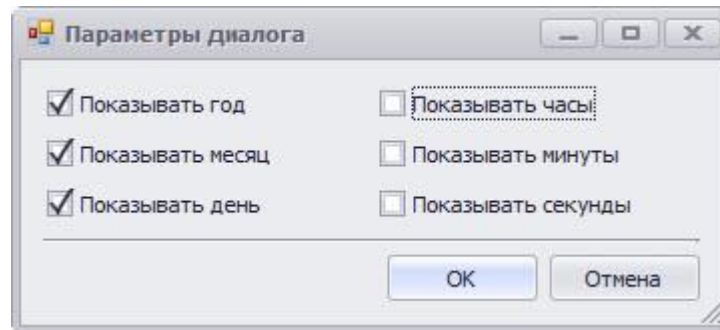 Параметры диалога
Показывать год Показывать часы
Показывать месяц Показывать минуты
Показывать день Показывать секунды
OK Отмена